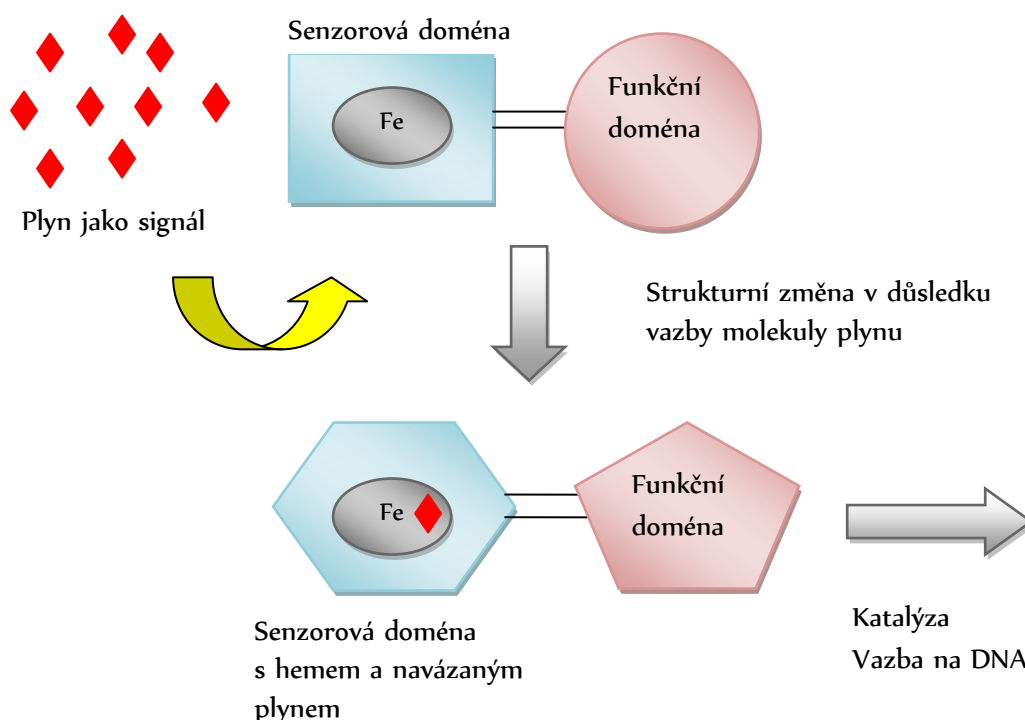 Senzorová doména
Funkční
doména
Fe
Plyn jako signál
Strukturní změna v důsledku
vazby molekuly plynu
Funkční
doména
Fe
Senzorová doména
s hemem a navázaným
plynem
Katalýza
Vazba na DNA